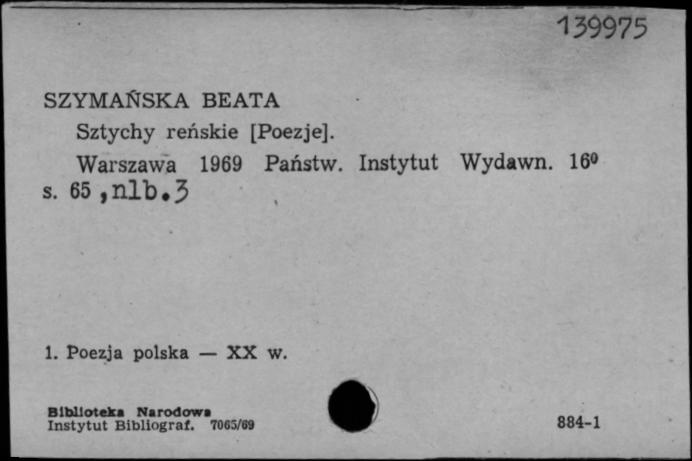 139975
SZYMAŃSKA BEATA
Sztychy reńskie [Poezje].
Warszawa 1969 Państw. Instytut Wydawn. 16º
s. 65 ,nlb.3
1. Poezja polska — XX w.
Biblioteka Narodowa
Instytut Bibliograf. 7065/69
884-1